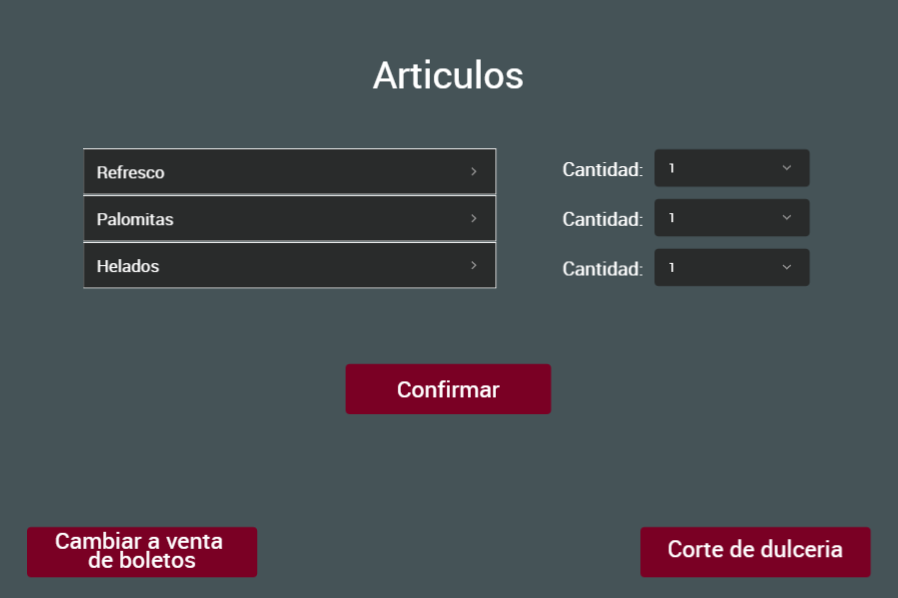 Articulos
Refresco
Cantidad: 1
Palomitas
Cantidad: 1
Helados
Cantidad: 1
Confirmar
Cambiar a venta
de boletos
Corte de dulceria